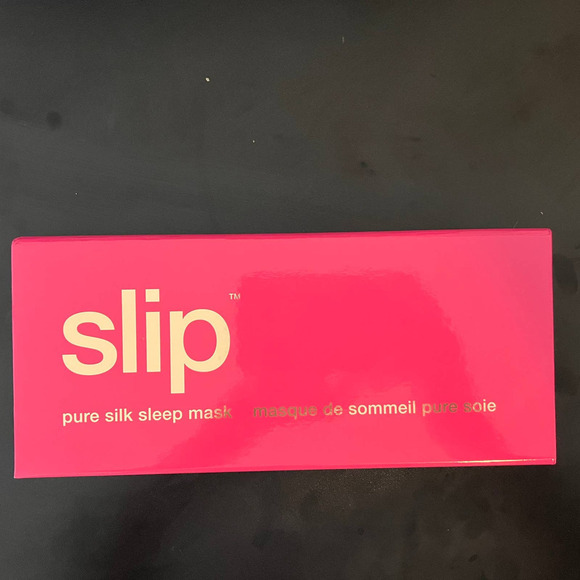 slip™
pure silk sleep mask masque de sommeil pure soie